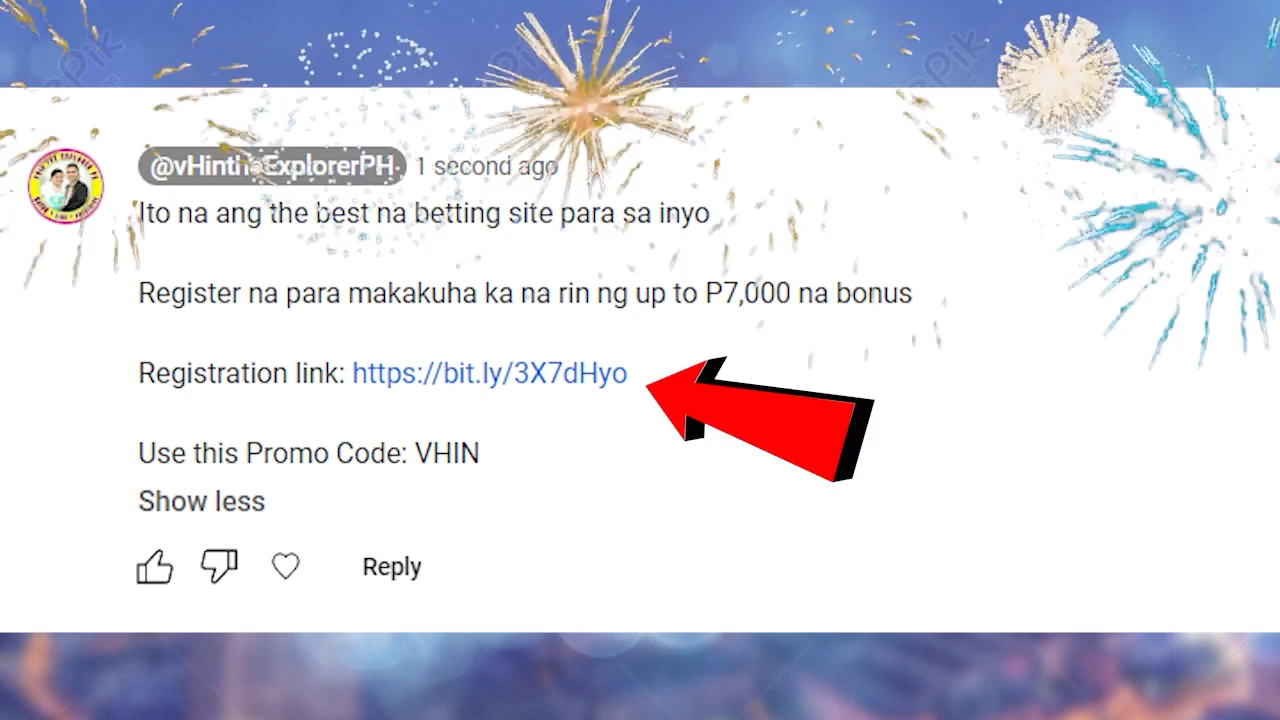 @vHintheExplorerPH 1 second ago
Ito na ang the best na betting site para sa inyo
Register na para makakuha ka na rin ng up to P7,000 na bonus
Registration link: https://bit.ly/3X7dHyo
Use this Promo Code: VHIN
Show less
Reply